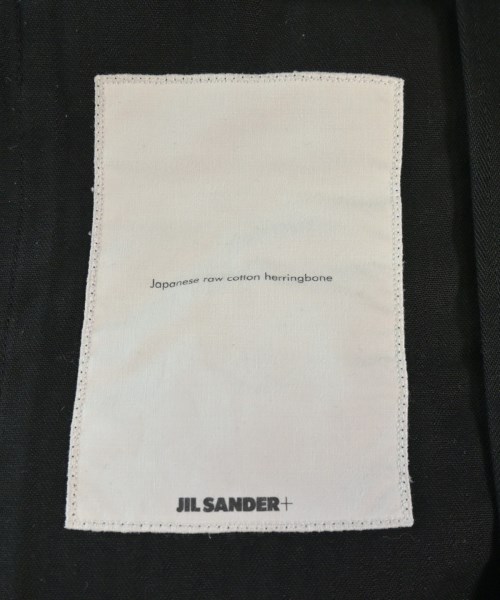 Japanese raw cotton herringbone
JIL SANDER+